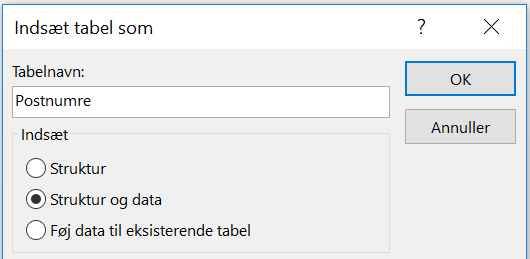 Indsæt tabel som
Tabelnavn:
OK
Postnumre
Annuller
Indsæt
Struktur
Struktur og data
Føj data til eksisterende tabel